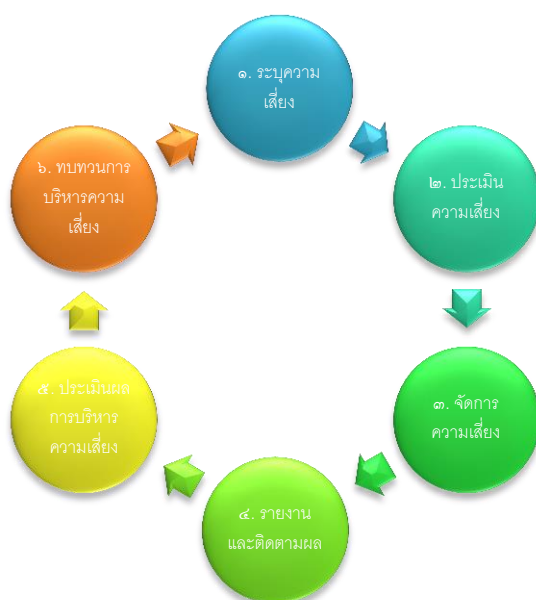 ๑. ระบุความ
เสี่ยง
๒. ประเมิน
ความเสี่ยง
๓. จัดการ
ความเสี่ยง
๔. รายงาน
และติดตามผล
๕. ประเมินผล
การบริหาร
ความเสี่ยง
๖. ทบทวนการ
บริหารความ
เสี่ยง